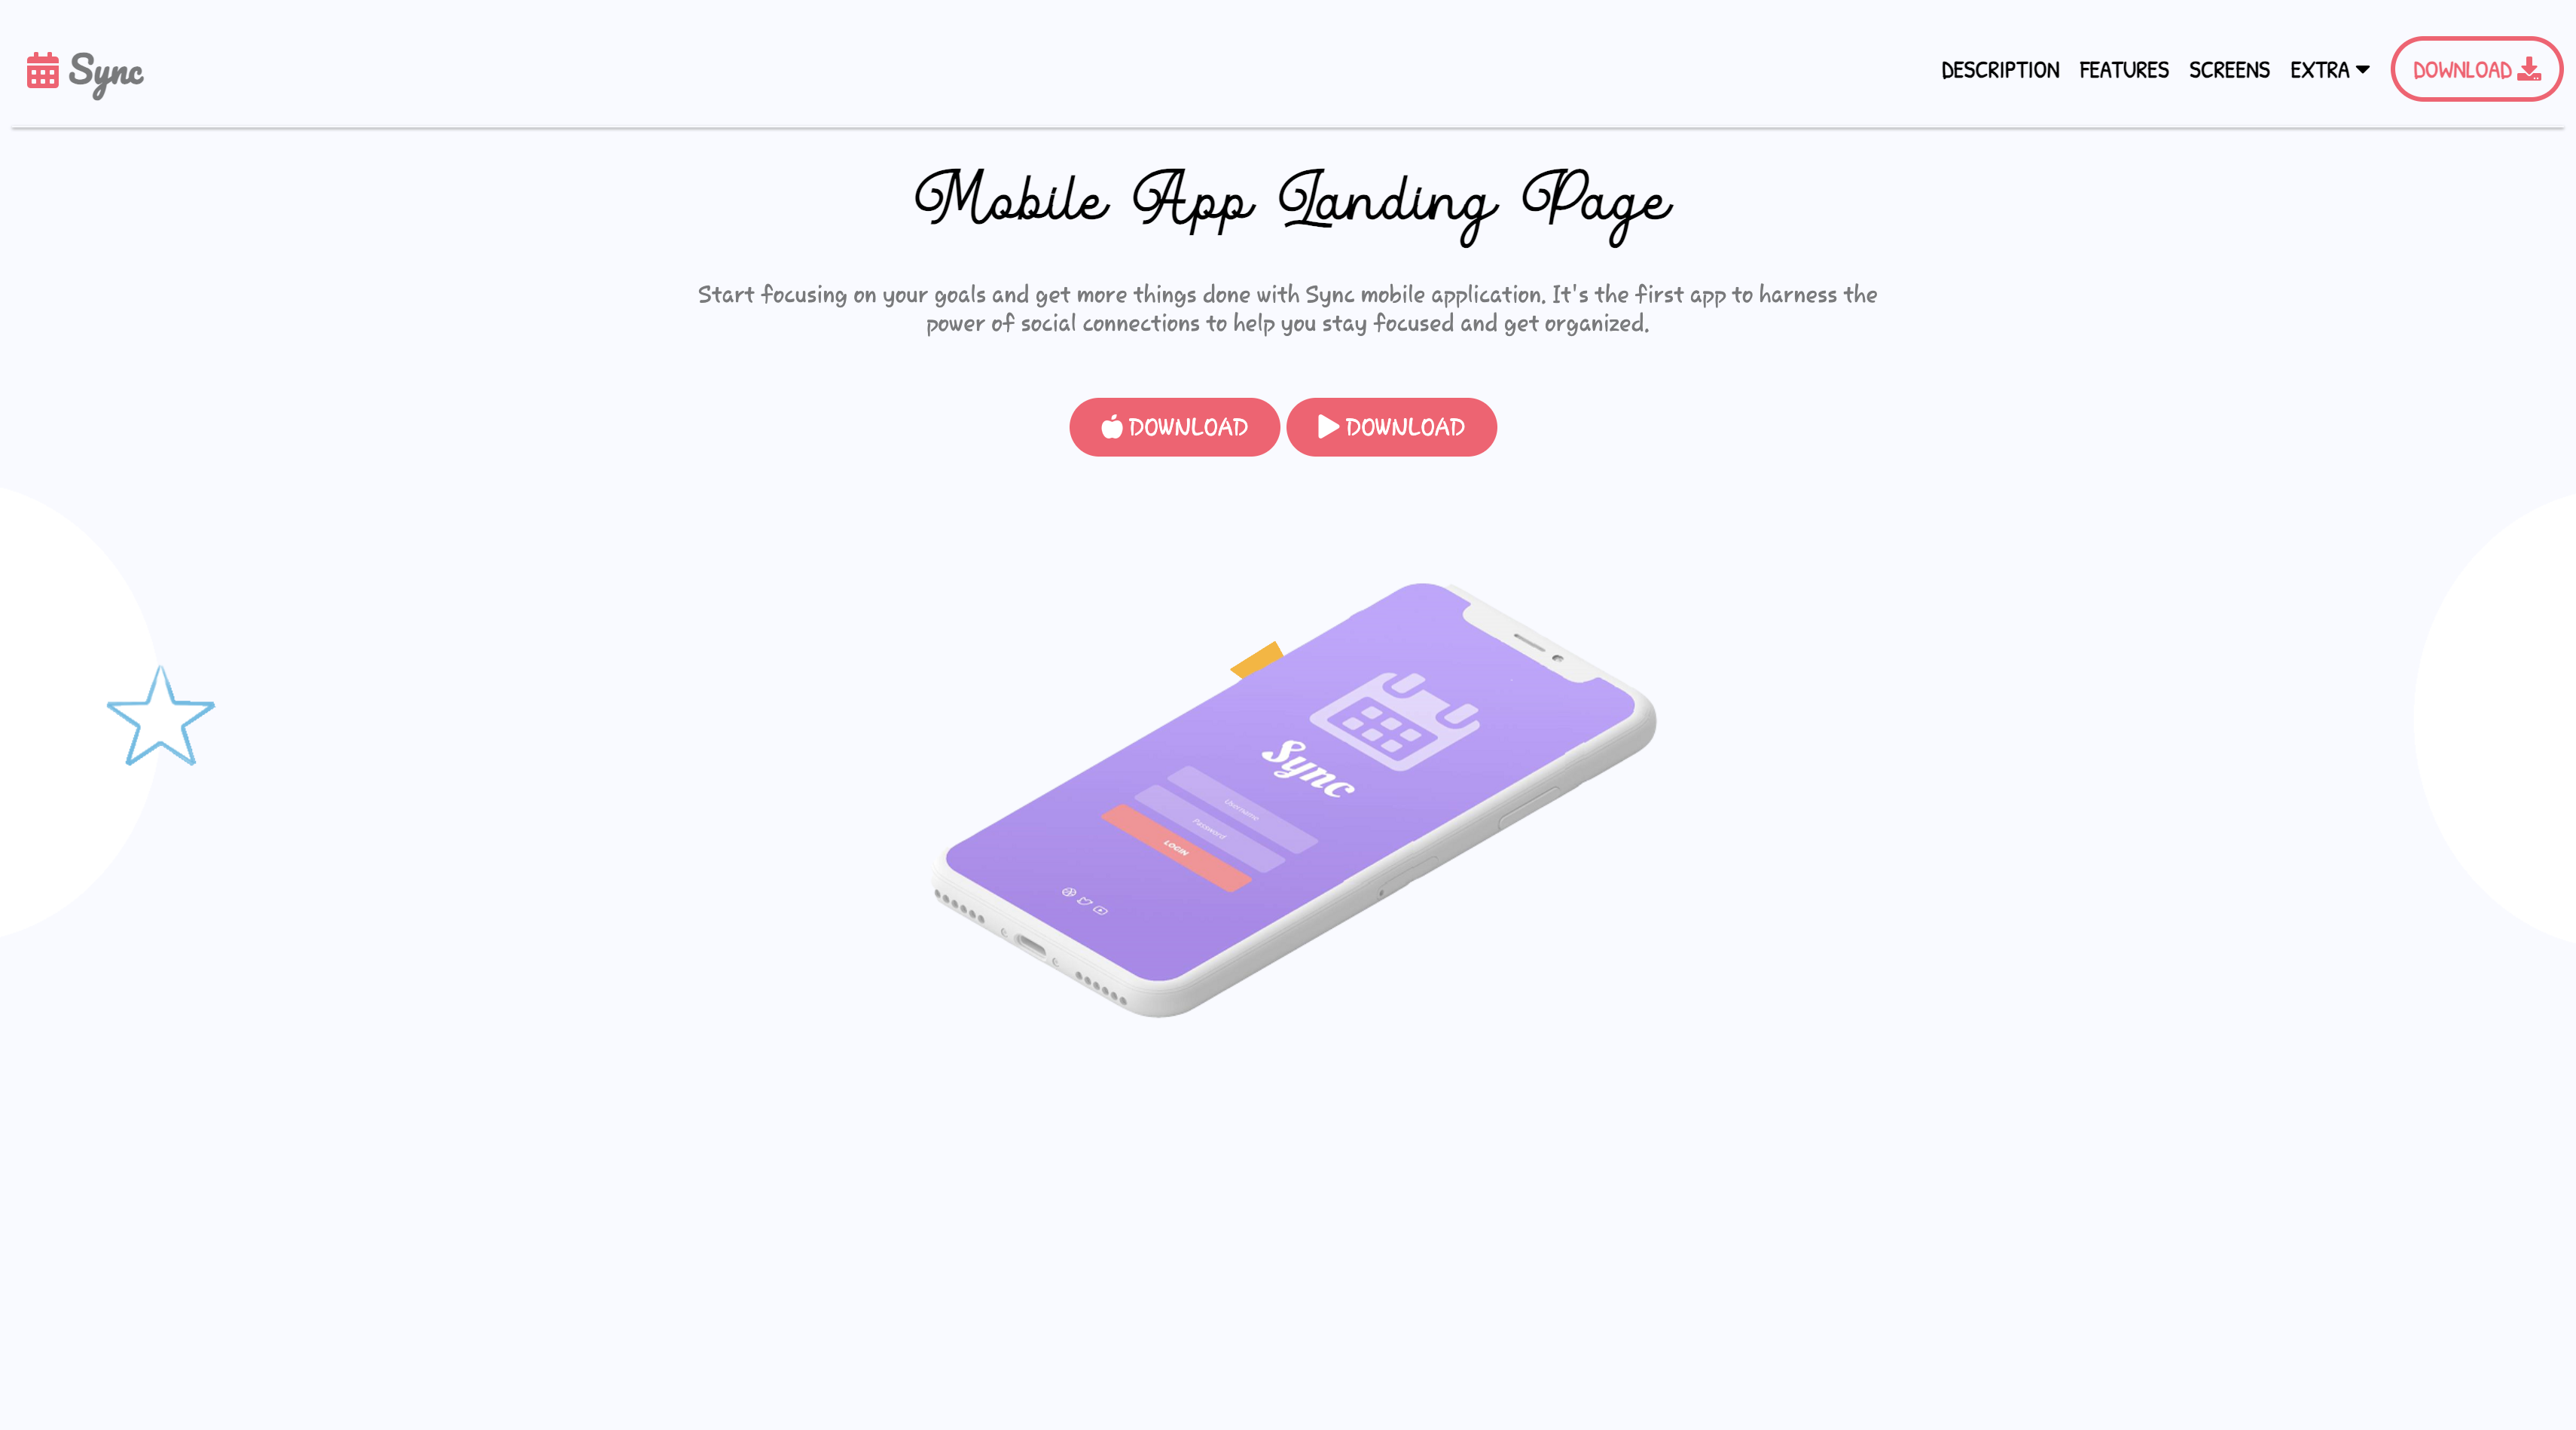 Sync
DESCRIPTION FEATURES SCREENS EXTRA DOWNLOAD
Mobile App Landing Page
Start focusing on your goals and get more things done with Sync mobile application. It's the first app to harness the
power of social connections to help you stay focused and get organized.
DOWNLOAD DOWNLOAD
Sync
Username
Password
LOGIN